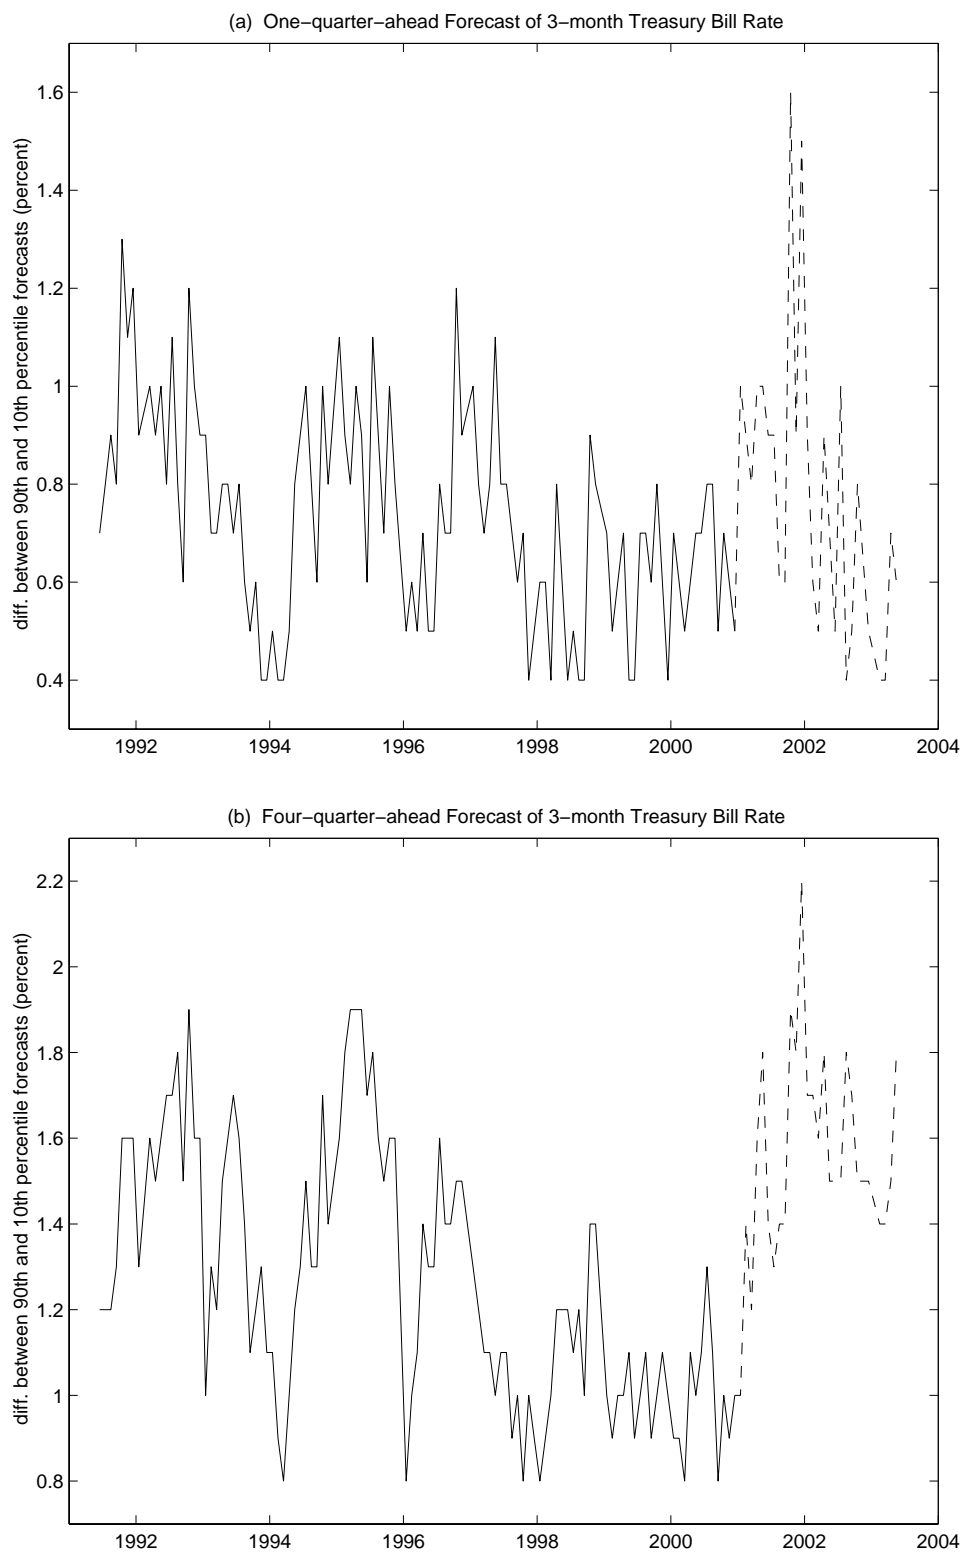 (a)  One−quarter−ahead Forecast of 3−month Treasury Bill Rate
diff. between 90th and 10th percentile forecasts (percent)
1.6
1.4
1.2
1
0.8
0.6
0.4
1992 1994 1996 1998 2000 2002 2004
(b)  Four−quarter−ahead Forecast of 3−month Treasury Bill Rate
diff. between 90th and 10th percentile forecasts (percent)
2.2
2
1.8
1.6
1.4
1.2
1
0.8
1992 1994 1996 1998 2000 2002 2004